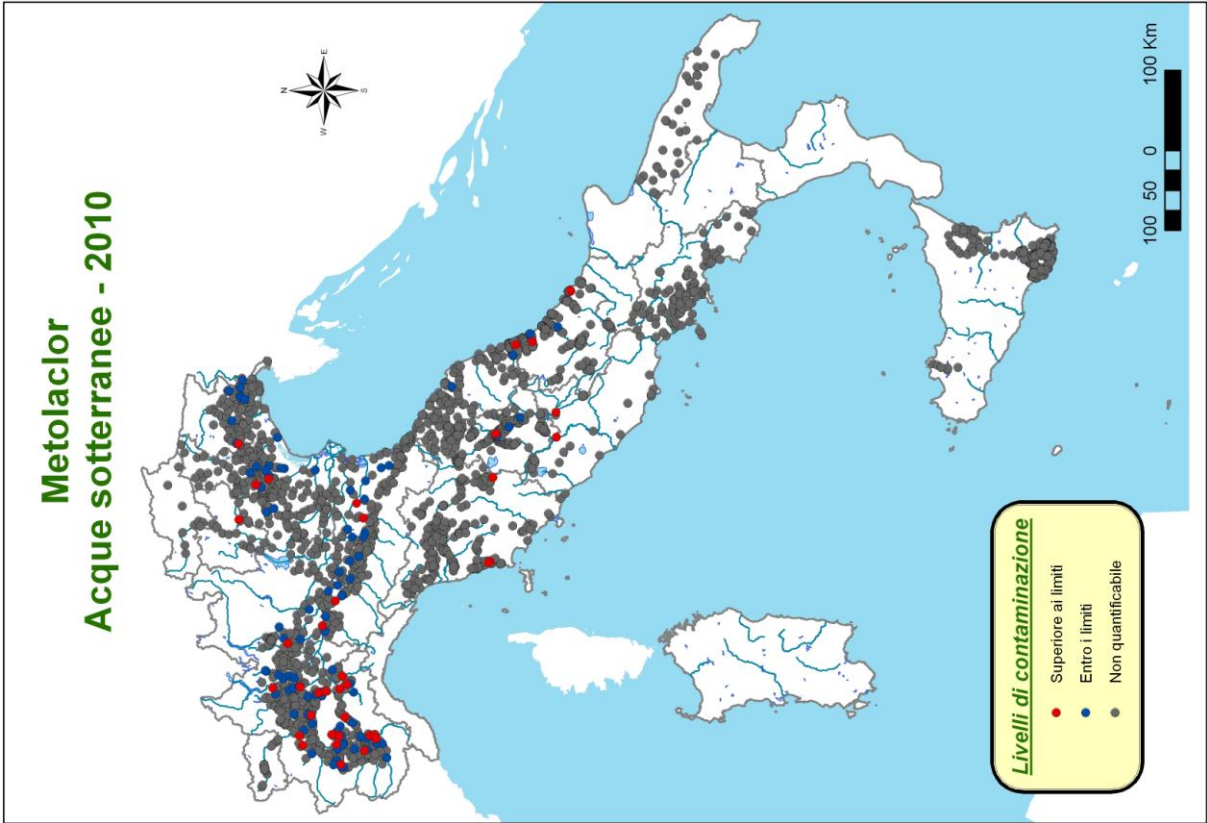 Metolaclor
Acque sotterranee - 2010
N
W
E
S
Livelli di contaminazione
Superiore ai limiti
Entro i limiti
Non quantificabile
100 50 0 100 Km